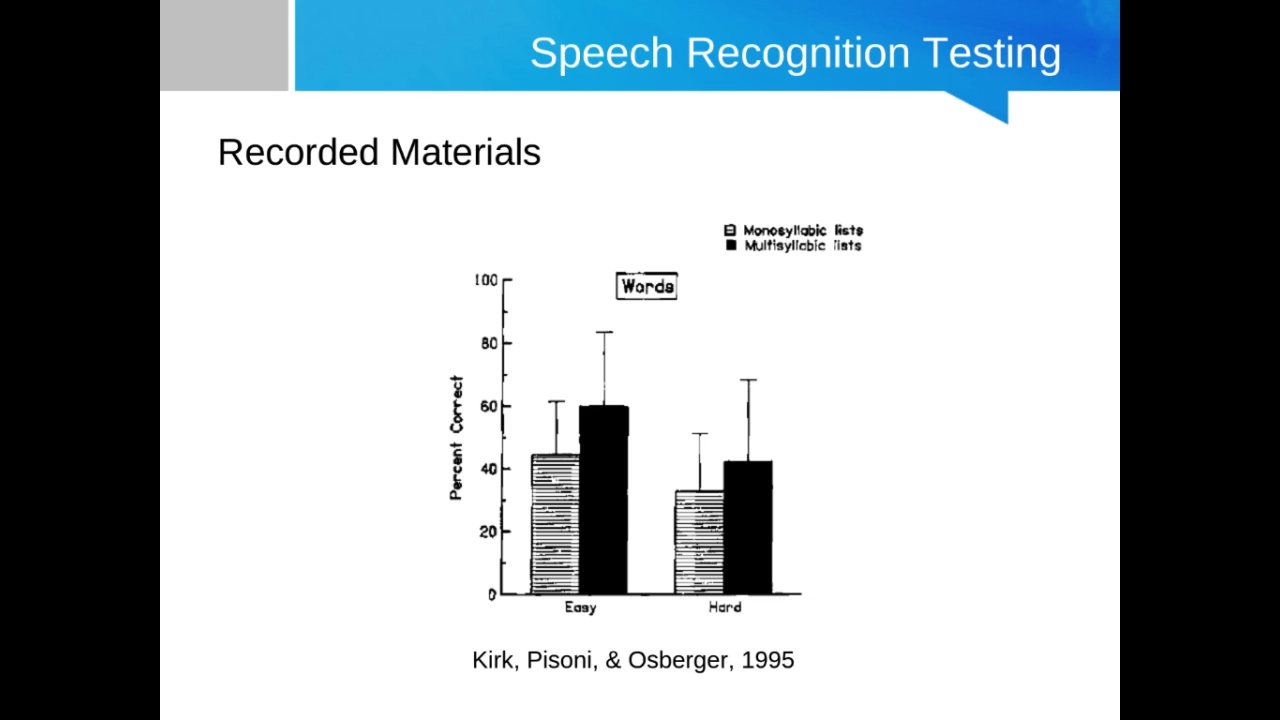 Speech Recognition Testing
Recorded Materials
Monosyllabic lists
Multisyllabic lists
Words
100
80
60
40
20
0
Percent Correct
Easy
Hard
Kirk, Pisoni, & Osberger, 1995